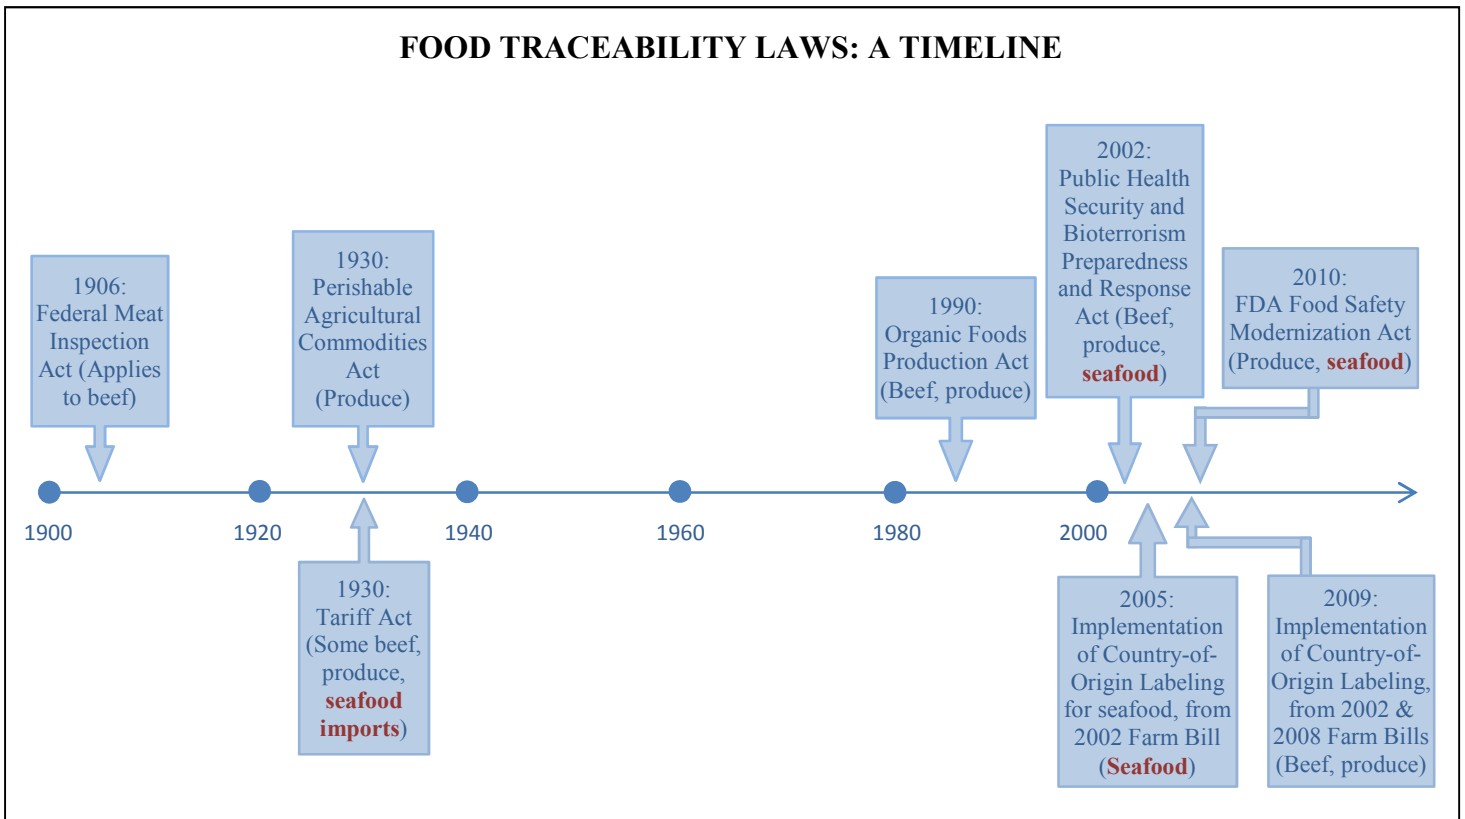 FOOD TRACEABILITY LAWS: A TIMELINE
1906:
Federal Meat
Inspection
Act (Applies
to beef)
1930:
Perishable
Agricultural
Commodities
Act
(Produce)
1990:
Organic Foods
Production Act
(Beef, produce)
2002:
Public Health
Security and
Bioterrorism
Preparedness
and Response
Act (Beef,
produce,
seafood)
2010:
FDA Food Safety
Modernization Act
(Produce, seafood)
1900
1920
1940
1960
1980
2000
1930:
Tariff Act
(Some beef,
produce,
seafood
imports)
2005:
Implementation
of Country-of-
Origin Labeling
for seafood, from
2002 Farm Bill
(Seafood)
2009:
Implementation
of Country-of-
Origin Labeling,
from 2002 &
2008 Farm Bills
(Beef, produce)